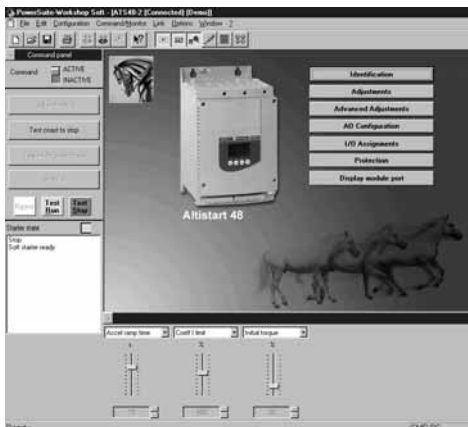 PowerSuite-Workshop Soft - [ATS48-2 [Connected] [Demo]]
File Edit Configuration Command/Monitor Link Options Window ?
Command panel
Command
ACTIVE
INACTIVE
Test coast to stop
Test Run
Test Stop
Starter state
Stop
Soft starter ready
Identification
Adjustments
Advanced Adjustments
AO Configuration
I/O Assignments
Protection
Display module port
Altistart 48
Accel ramp time
Coeff I limit
Initial torque
s
%
%